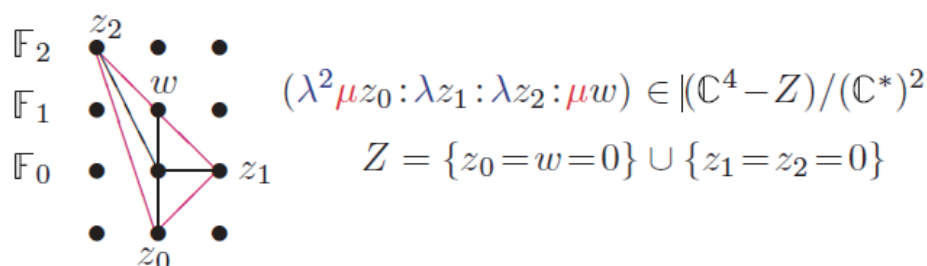 z₂
𝔽₂
w
𝔽₁ (λ²μz₀:λz₁:λz₂:μw) ∈ |(ℂ⁴−Z)/(ℂ*)²
𝔽₀ z₁ Z = {z₀=w=0} ∪ {z₁=z₂=0}
z₀